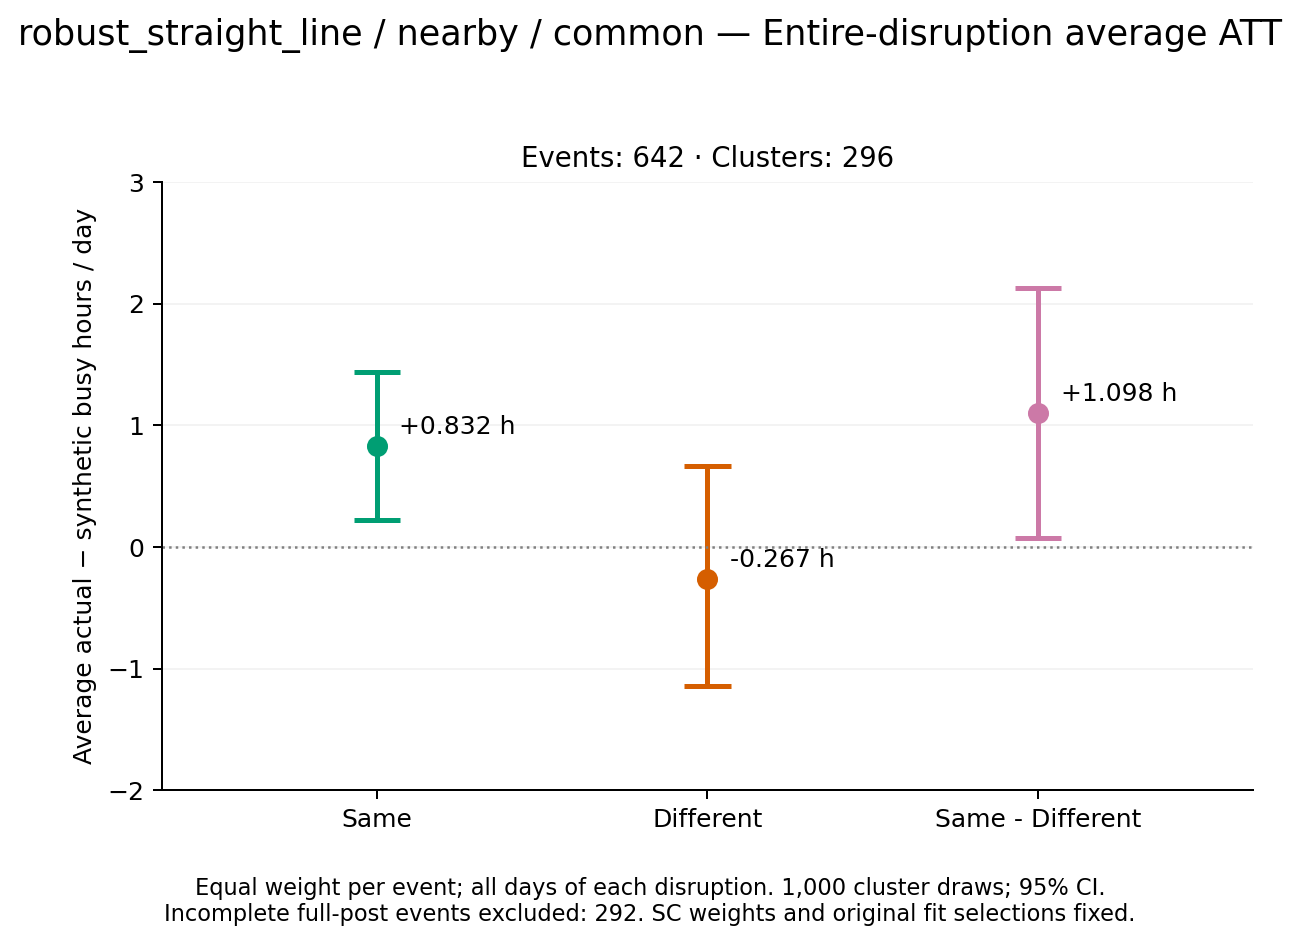 robust_straight_line / nearby / common — Entire-disruption average ATT
Events: 642 · Clusters: 296
Average actual − synthetic busy hours / day
3
2
1
0
−1
−2
+0.832 h
-0.267 h
+1.098 h
Same
Different
Same - Different
Equal weight per event; all days of each disruption. 1,000 cluster draws; 95% CI.
Incomplete full-post events excluded: 292. SC weights and original fit selections fixed.